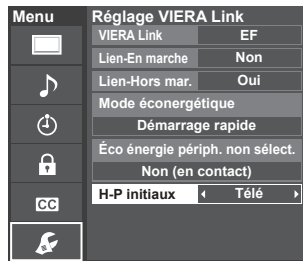 Menu
Réglage VIERA Link
VIERA Link EF
Lien-En marche Non
Lien-Hors mar. Oui
Mode éconergétique
Démarrage rapide
Éco énergie périph. non sélect.
Non (en contact)
H-P initiaux Télé
CC